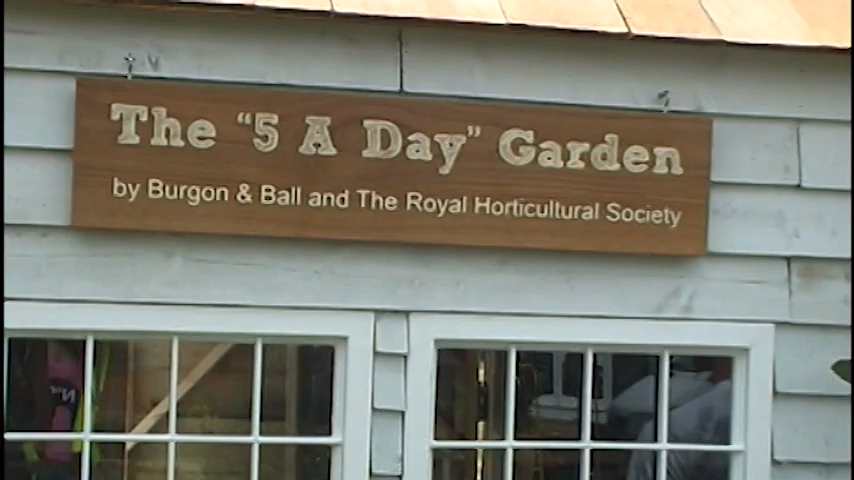 The “5 A Day” Garden
by Burgon & Ball and The Royal Horticultural Society